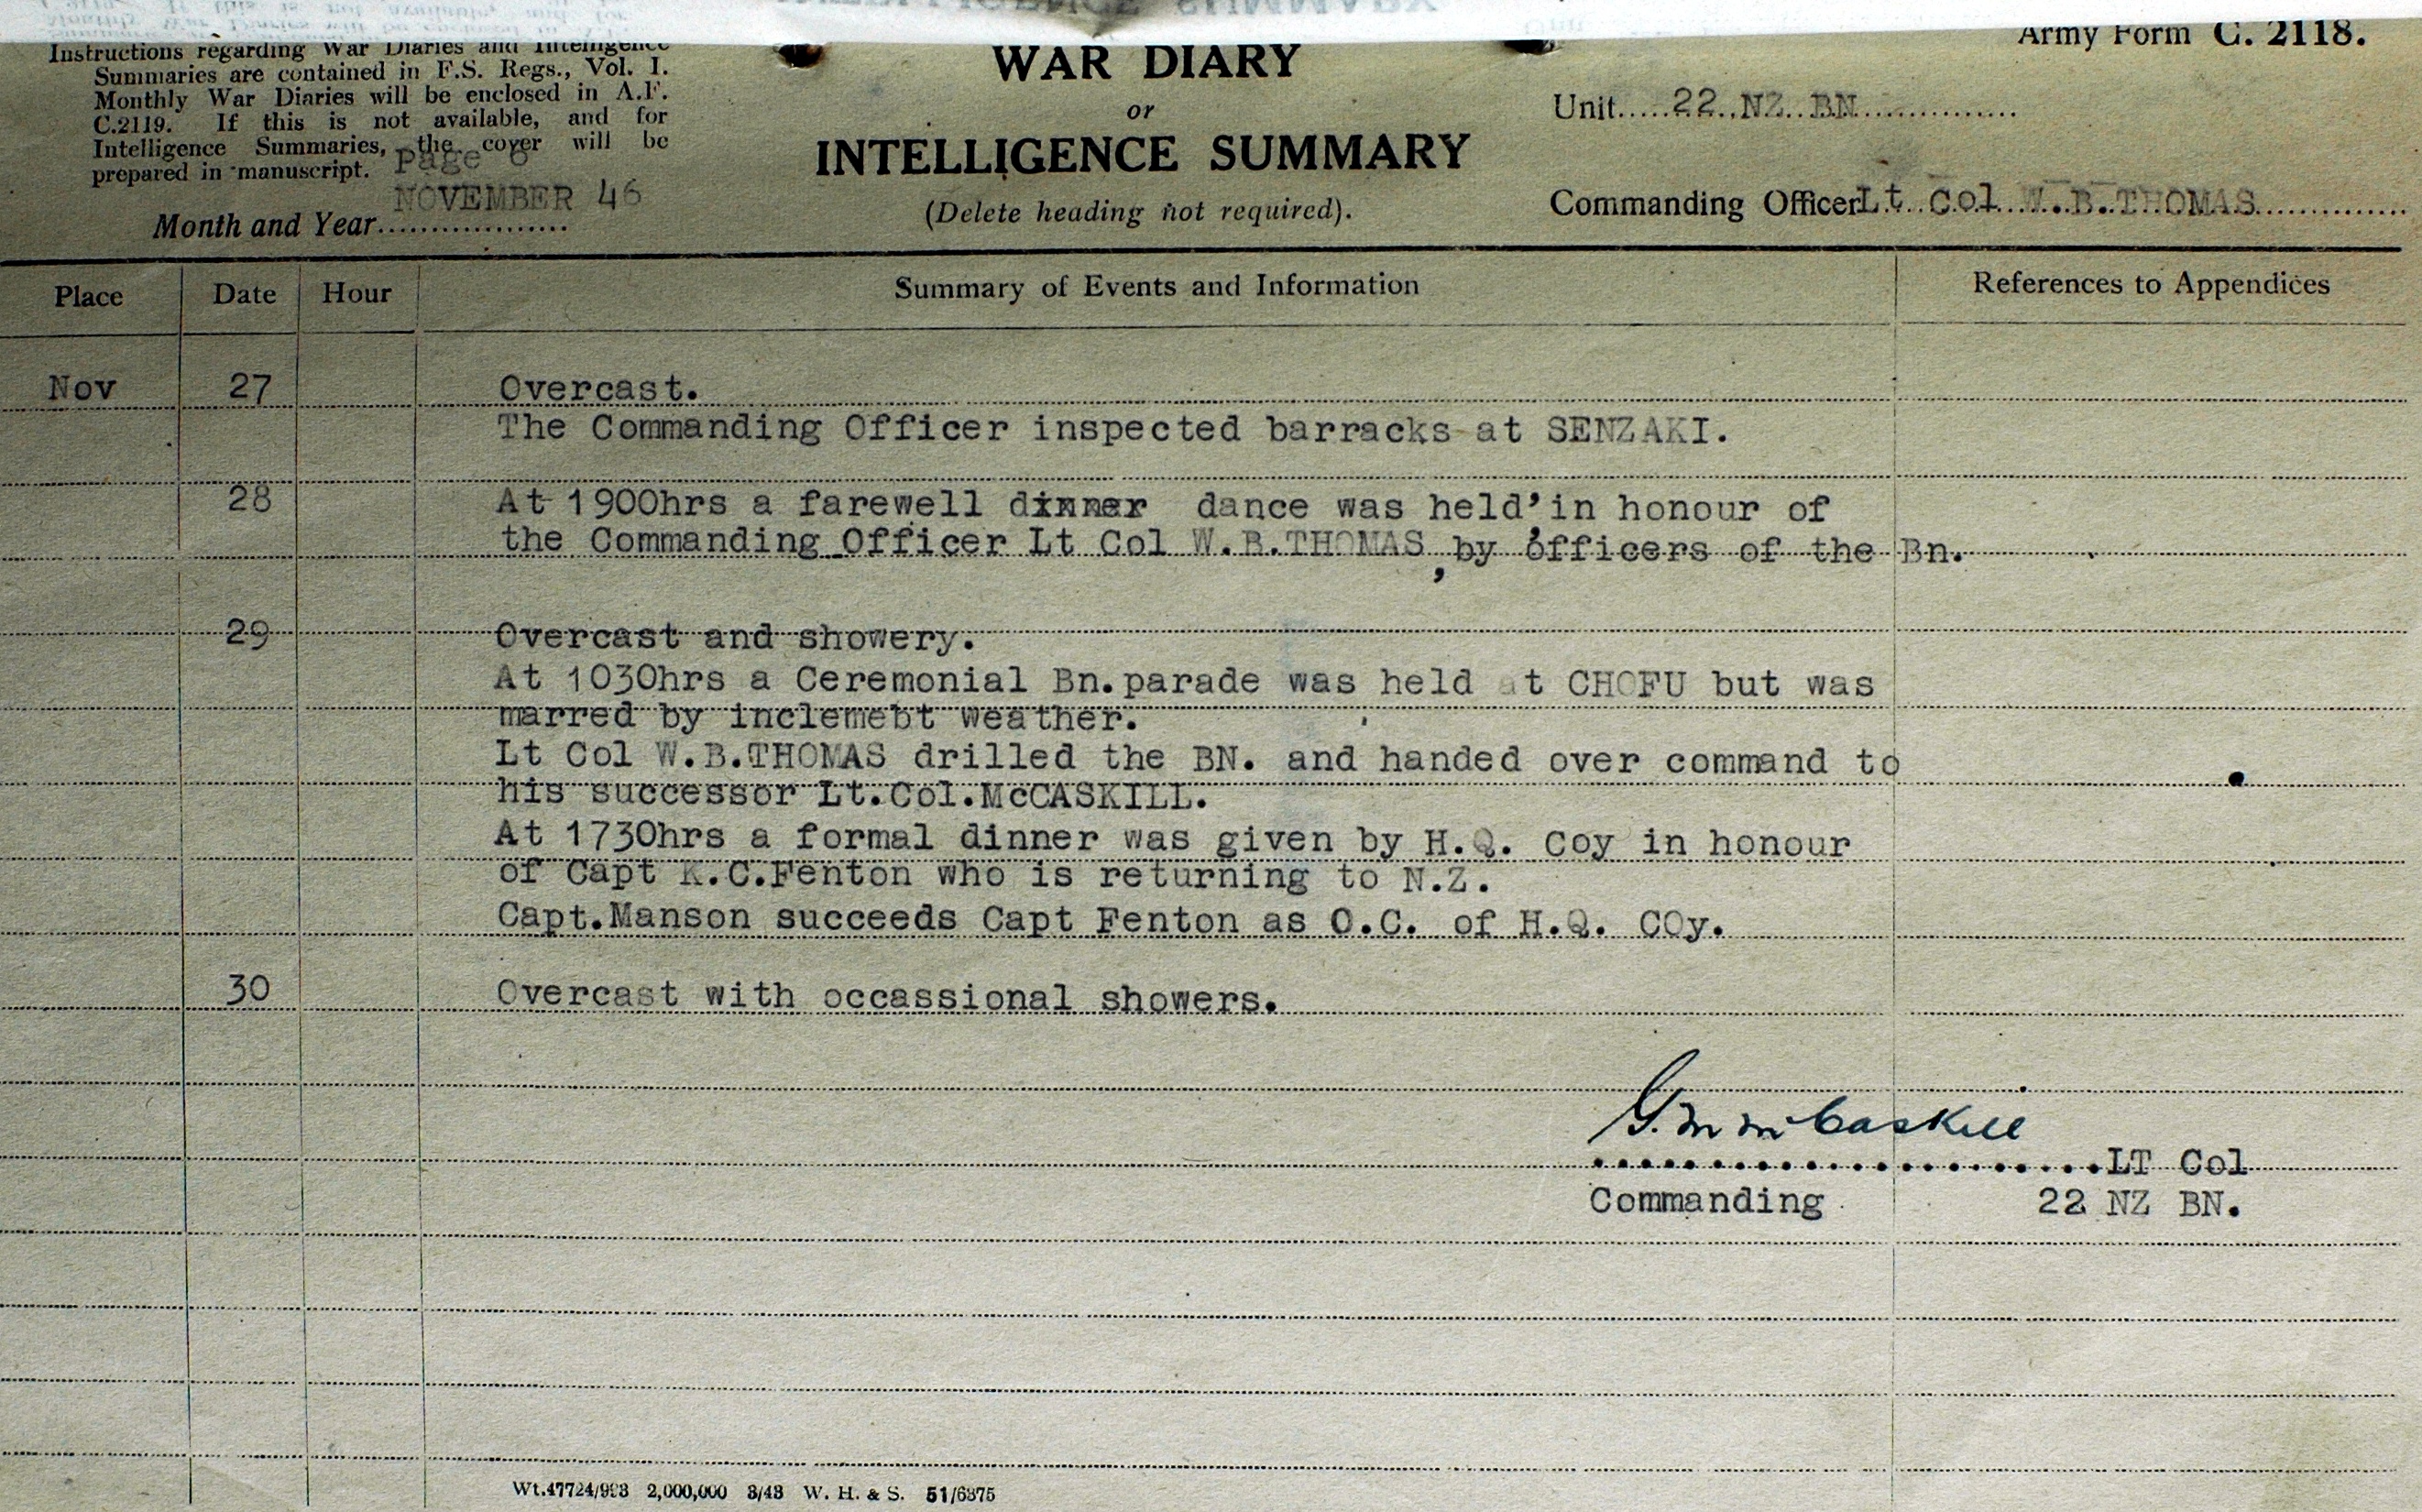 Army Form C. 2118.
Instructions regarding War Diaries and Intelligence
Summaries are contained in F.S. Regs., Vol. I.
Monthly War Diaries will be enclosed in A.F.
C.2119. If this is not available, and for
Intelligence Summaries, the cover will be
prepared in manuscript.
Page 6
NOVEMBER 46
Month and Year..................
WAR DIARY
or
INTELLIGENCE SUMMARY
(Delete heading not required).
Unit.....22 NZ BN...............
Commanding Officer Lt Col W.B.THOMAS
Place Date Hour Summary of Events and Information References to Appendices
Nov 27 Overcast.
The Commanding Officer inspected barracks at SENZAKI.
28 At 1900hrs a farewell dinner dance was held in honour of
the Commanding Officer Lt Col W.B.THOMAS, by officers of the Bn.
29 Overcast and showery.
At 1030hrs a Ceremonial Bn.parade was held at CHOFU but was
marred by inclemebt weather.
Lt Col W.B.THOMAS drilled the BN. and handed over command to
his successor Lt.Col.McCASKILL.
At 1730hrs a formal dinner was given by H.Q. Coy in honour
of Capt K.C.Fenton who is returning to N.Z.
Capt.Manson succeeds Capt Fenton as O.C. of H.Q. COy.
30 Overcast with occassional showers.
G.M McCaskill
.......................LT Col
Commanding 22 NZ BN.
Wt.47724/993 2,000,000 3/43 W. H. & S. 51/6375